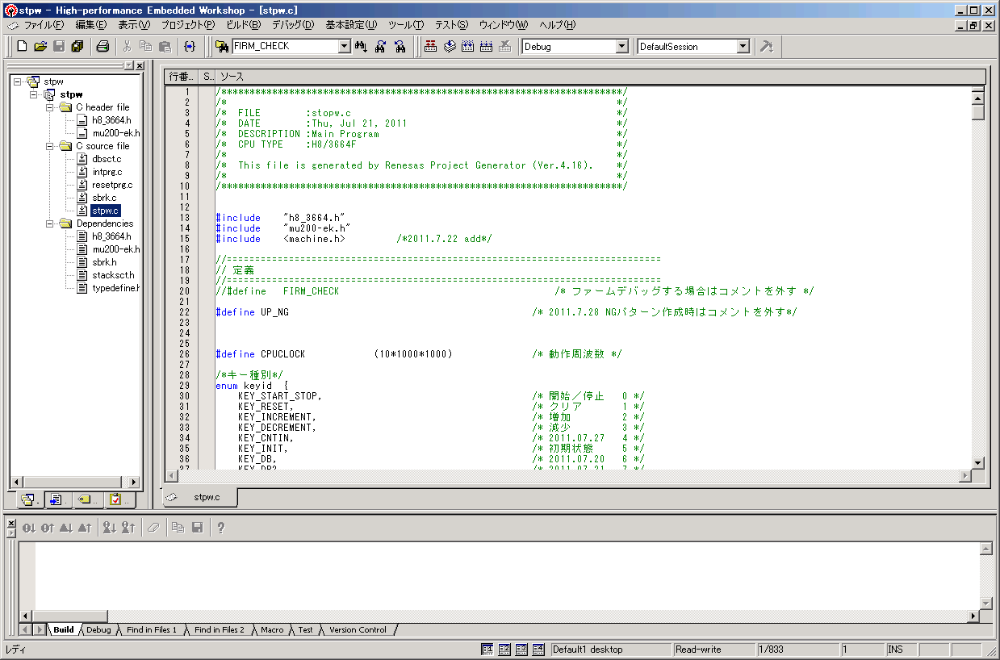 stpw - High-performance Embedded Workshop - [stpw.c]
ファイル(F) 編集(E) 表示(V) プロジェクト(P) ビルド(B) デバッグ(D) 基本設定(U) ツール(T) テスト(S) ウィンドウ(W) ヘルプ(H)
FIRM_CHECK Debug DefaultSession
stpw
stpw
C header file
h8_3664.h
mu200-ek.h
C source file
dbsct.c
intprg.c
resetprg.c
sbrk.c
stpw.c
Dependencies
h8_3664.h
mu200-ek.h
sbrk.h
stacksct.h
typedefine.h
行番... S... ソース
1 /***********************************************************************/
2 /* */
3 /* FILE :stopw.c */
4 /* DATE :Thu, Jul 21, 2011 */
5 /* DESCRIPTION :Main Program */
6 /* CPU TYPE :H8/3664F */
7 /* */
8 /* This file is generated by Renesas Project Generator (Ver.4.16). */
9 /* */
10 /***********************************************************************/
11
12
13 #include "h8_3664.h"
14 #include "mu200-ek.h"
15 #include <machine.h> /*2011.7.22 add*/
16
17 //=============================================================================
18 // 定義
19 //=============================================================================
20 //#define FIRM_CHECK /* ファームデバッグする場合はコメントを外す */
21
22 #define UP_NG /* 2011.7.28 NGパターン作成時はコメントを外す*/
23
24
25
26 #define CPUCLOCK (10*1000*1000) /* 動作周波数 */
27
28 /*キー種別*/
29 enum keyid {
30 KEY_START_STOP, /* 開始／停止 0 */
31 KEY_RESET, /* クリア 1 */
32 KEY_INCREMENT, /* 増加 2 */
33 KEY_DECREMENT, /* 減少 3 */
34 KEY_CNTIN, /* 2011.07.27 4 */
35 KEY_INIT, /* 初期状態 5 */
36 KEY_DB, /* 2011.07.20 6 */
37 KEY_DB2, /* 2011.07.21 7 */
stpw.c
Build Debug Find in Files 1 Find in Files 2 Macro Test Version Control
レディ 1 2 3 4 Default1 desktop Read-write 1/833 1 INS